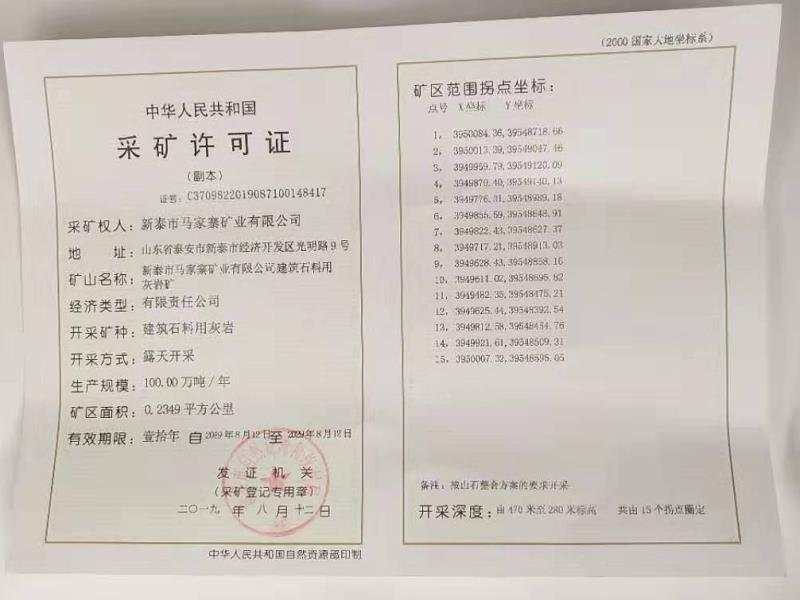 中华人民共和国
采矿许可证
(副本)
证号: C3709822019087100148417
采矿权人: 新泰市马家寨矿业有限公司
地 址: 山东省泰安市新泰市经济开发区光明路9号
矿山名称: 新泰市马家寨矿业有限公司建筑石料用
灰岩矿
经济类型: 有限责任公司
开采矿种: 建筑石料用灰岩
开采方式: 露天开采
生产规模: 100.00 万吨/年
矿区面积: 0.2349 平方公里
有效期限: 壹拾年 自 2019年8月12日 至 2029年8月12日
发证机关
(采矿登记专用章)
二〇一九 年 八 月 十二 日
中华人民共和国自然资源部印制
(2000 国家大地坐标系)
矿区范围拐点坐标:
点号 X坐标 Y坐标
1, 3950084.36,39548718.66
2, 3950013.39,39549047.46
3, 3949959.79,39549120.09
4, 3949879.40,39549140.13
5, 3949776.31,39548989.18
6, 3949855.59,39548848.91
7, 3949822.43,39548627.37
8, 3949717.21,39548913.03
9, 3949628.43,39548858.16
10, 3949611.02,39548695.82
11, 3949482.35,39548475.21
12, 3949625.44,39548392.54
13, 3949812.58,39548434.76
14, 3949921.61,39548509.31
15, 3950007.32,39548595.05
备注: 按山石整合方案的要求开采
开采深度: 由470米至280米标高 共由15个拐点圈定